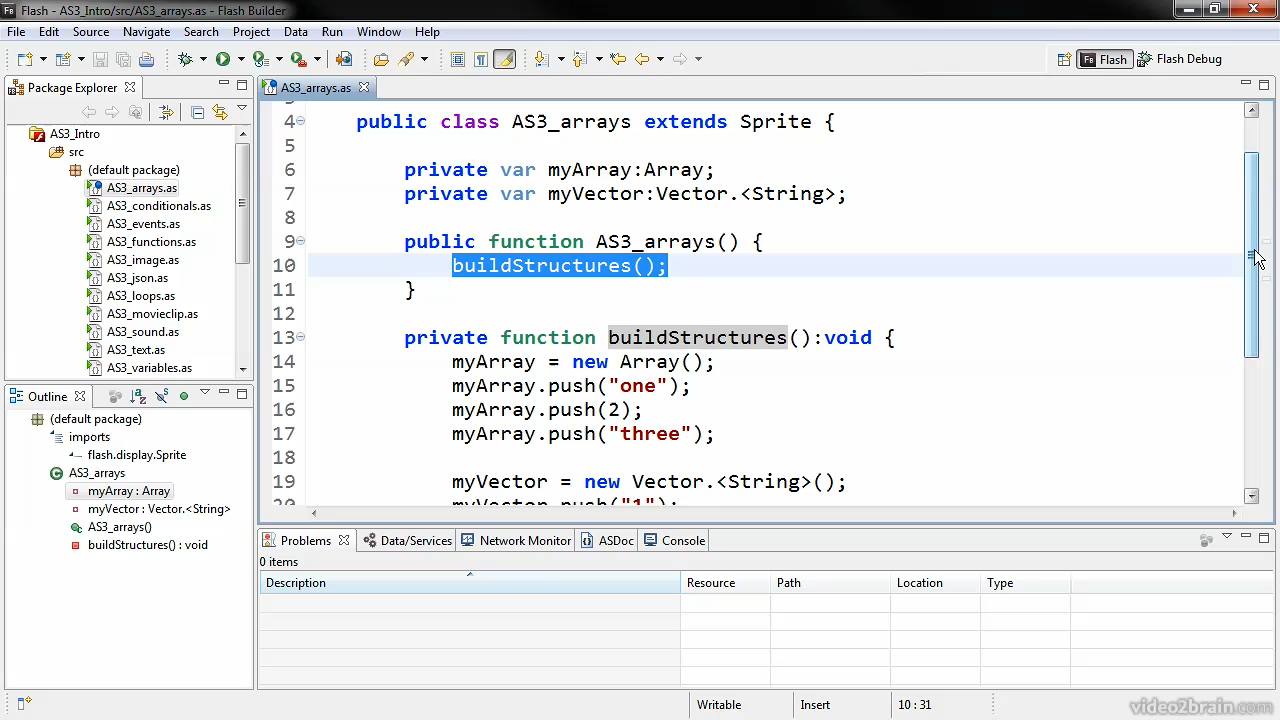 Flash - AS3_Intro/src/AS3_arrays.as - Flash Builder
File Edit Source Search Project Navigate Data Run Window Help
Flash Flash Debug
Package Explorer
AS3_Intro
src
(default package)
AS3_arrays.as
AS3_conditionals.as
AS3_events.as
AS3_functions.as
AS3_image.as
AS3_json.as
AS3_loops.as
AS3_movieclip.as
AS3_sound.as
AS3_text.as
AS3_variables.as
Outline
(default package)
imports
flash.display.Sprite
AS3_arrays
myArray : Array
myVector : Vector.<String>
AS3_arrays()
buildStructures() : void
AS3_arrays.as
4 public class AS3_arrays extends Sprite {
5
6 private var myArray:Array;
7 private var myVector:Vector.<String>;
8
9 public function AS3_arrays() {
10 buildStructures();
11 }
12
13 private function buildStructures():void {
14 myArray = new Array();
15 myArray.push("one");
16 myArray.push(2);
17 myArray.push("three");
18
19 myVector = new Vector.<String>();
20 myVector.push("1");
Problems Data/Services Network Monitor ASDoc Console
0 items
Description Resource Path Location Type
Writable Insert 10 : 31
video2brain.com